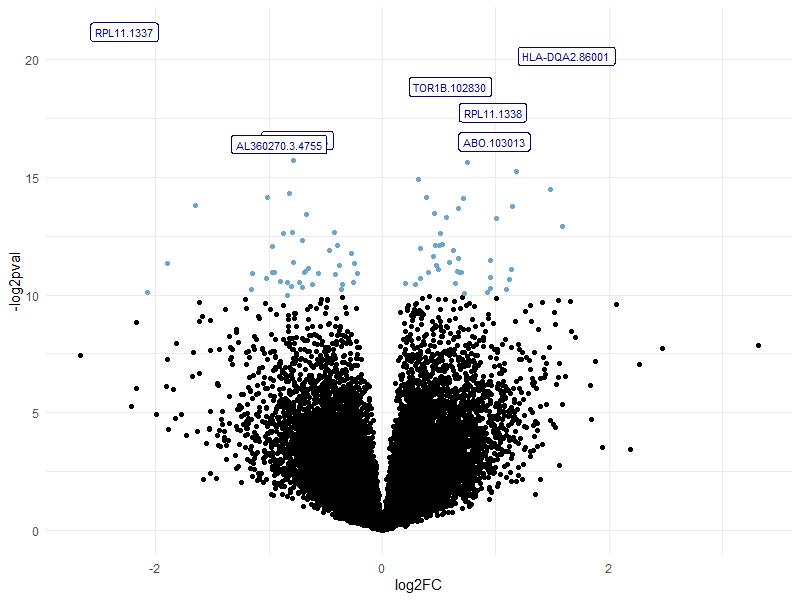 RPL11.1337
HLA-DQA2.86001
TOR1B.102830
RPL11.1338
AL360270.3.4755
ABO.103013
20
15
10
5
0
-log2pval
-2
0
2
log2FC